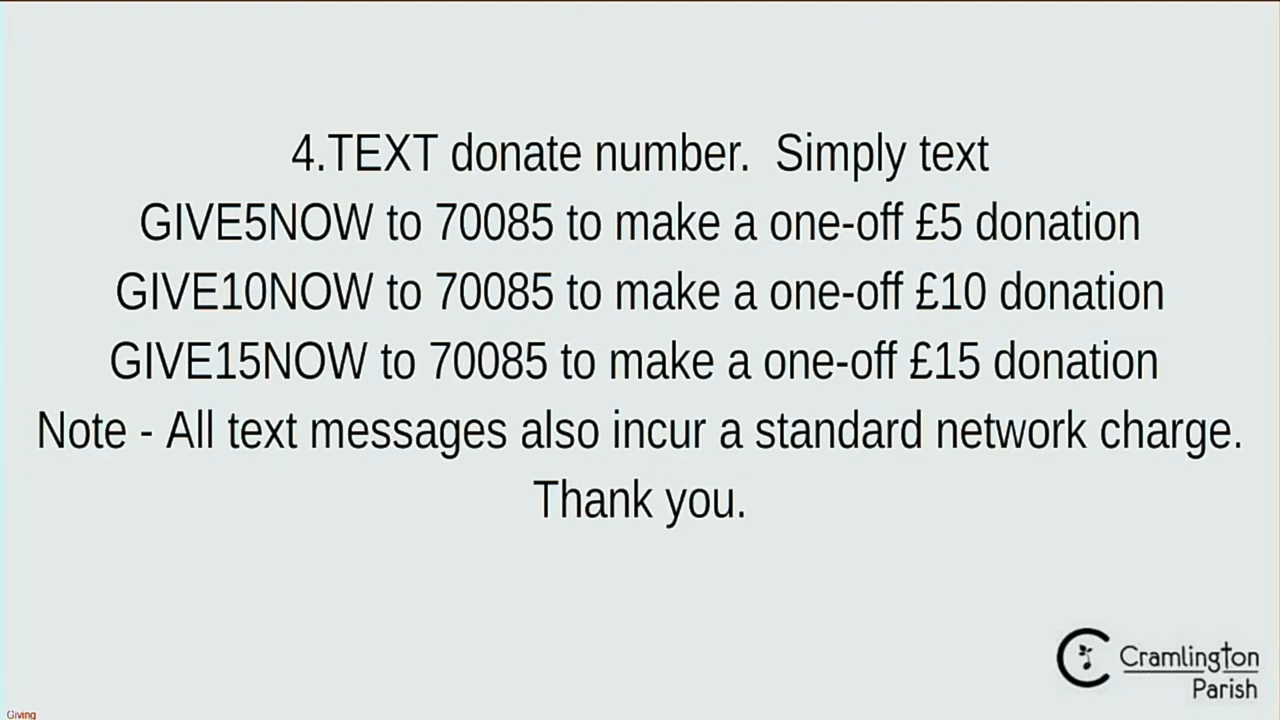 4.TEXT donate number.  Simply text
GIVE5NOW to 70085 to make a one-off £5 donation
GIVE10NOW to 70085 to make a one-off £10 donation
GIVE15NOW to 70085 to make a one-off £15 donation
Note - All text messages also incur a standard network charge.
Thank you.
Cramlington
Parish
Giving